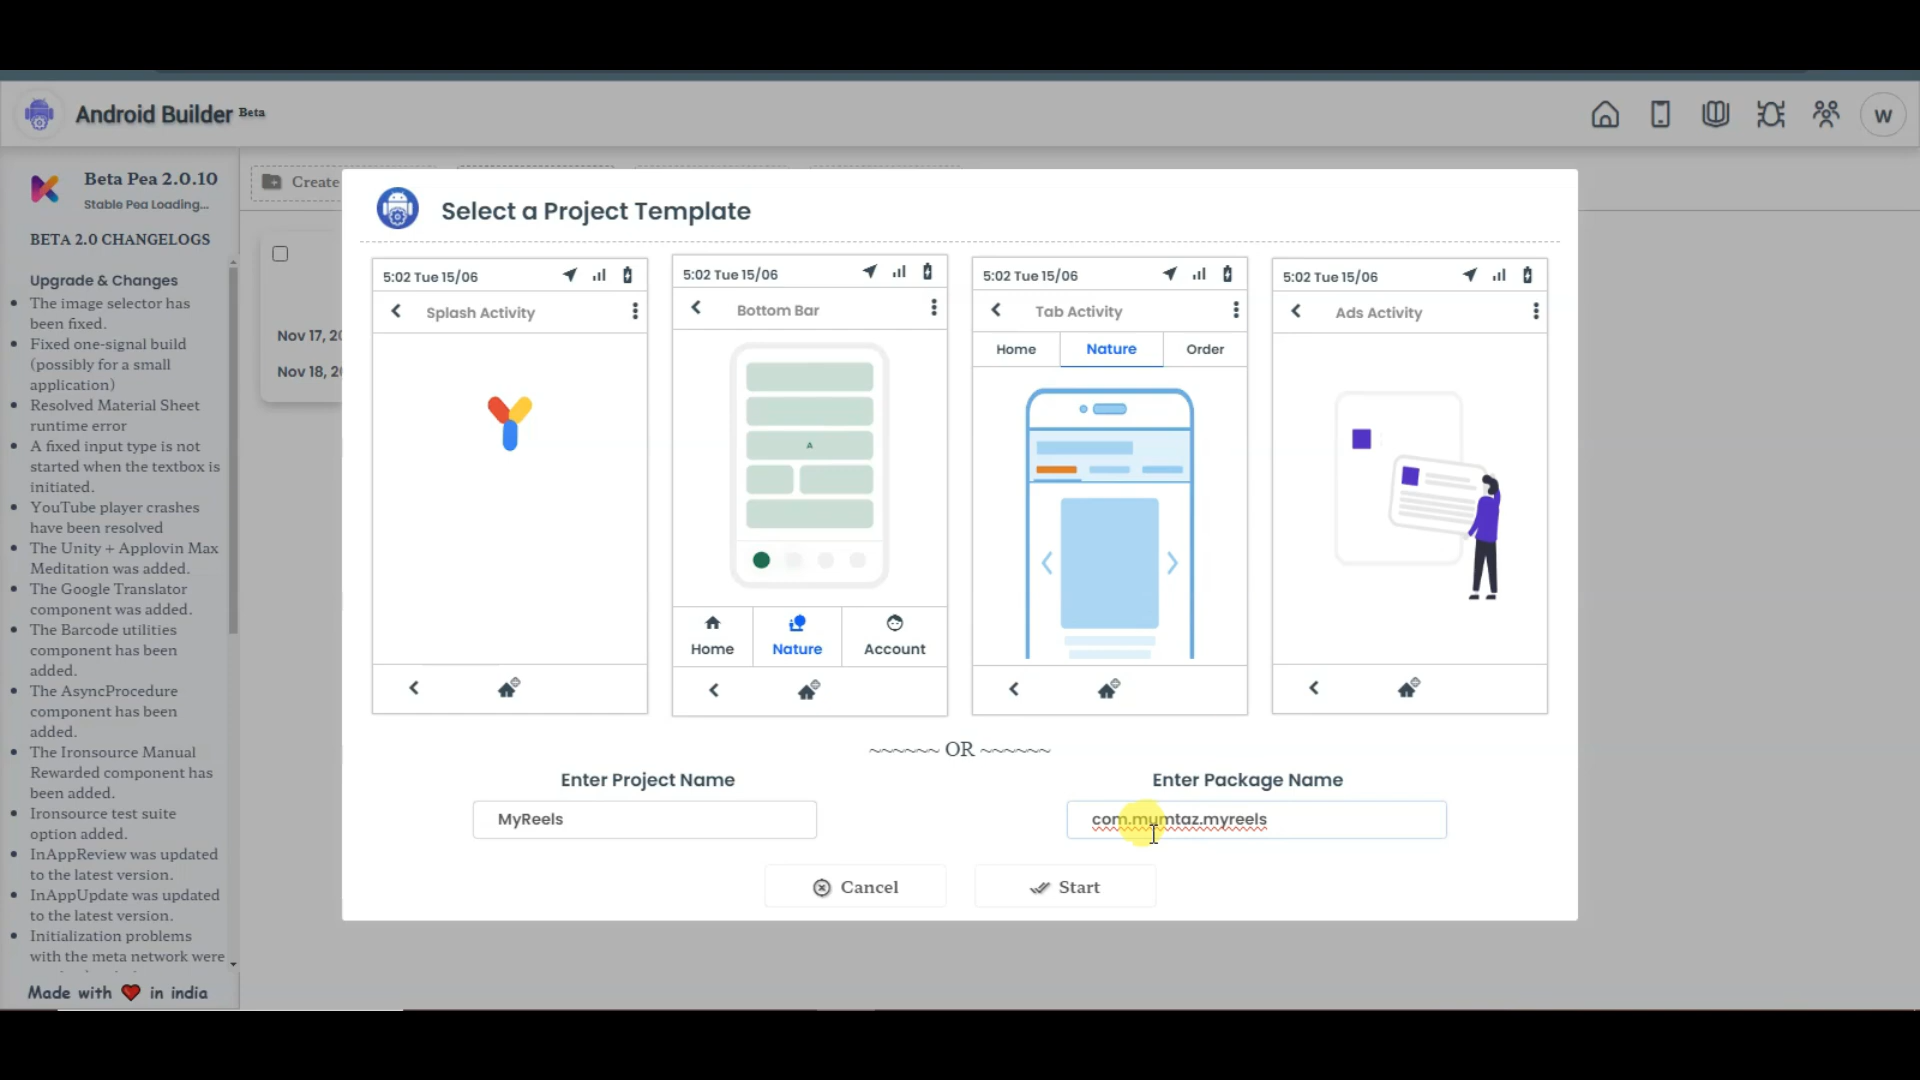 Android Builder Beta
W
Beta Pea 2.0.10
Stable Pea Loading...
BETA 2.0 CHANGELOGS
Upgrade & Changes
The image selector has
been fixed.
Fixed one-signal build
(possibly for a small
application)
Resolved Material Sheet
runtime error
A fixed input type is not
started when the textbox is
initiated.
YouTube player crashes
have been resolved
The Unity + Applovin Max
Meditation was added.
The Google Translator
component was added.
The Barcode utilities
component has been
added.
The AsyncProcedure
component has been
added.
The Ironsource Manual
Rewarded component has
been added.
Ironsource test suite
option added.
InAppReview was updated
to the latest version.
InAppUpdate was updated
to the latest version.
Initialization problems
with the meta network were
Made with ❤ in india
Create
Nov 17, 20
Nov 18, 20
Select a Project Template
5:02 Tue 15/06
Splash Activity
5:02 Tue 15/06
Bottom Bar
A
Home
Nature
Account
5:02 Tue 15/06
Tab Activity
Home
Nature
Order
5:02 Tue 15/06
Ads Activity
~~~~~~ OR ~~~~~~
Enter Project Name
MyReels
Enter Package Name
com.mumtaz.myreels
Cancel
Start